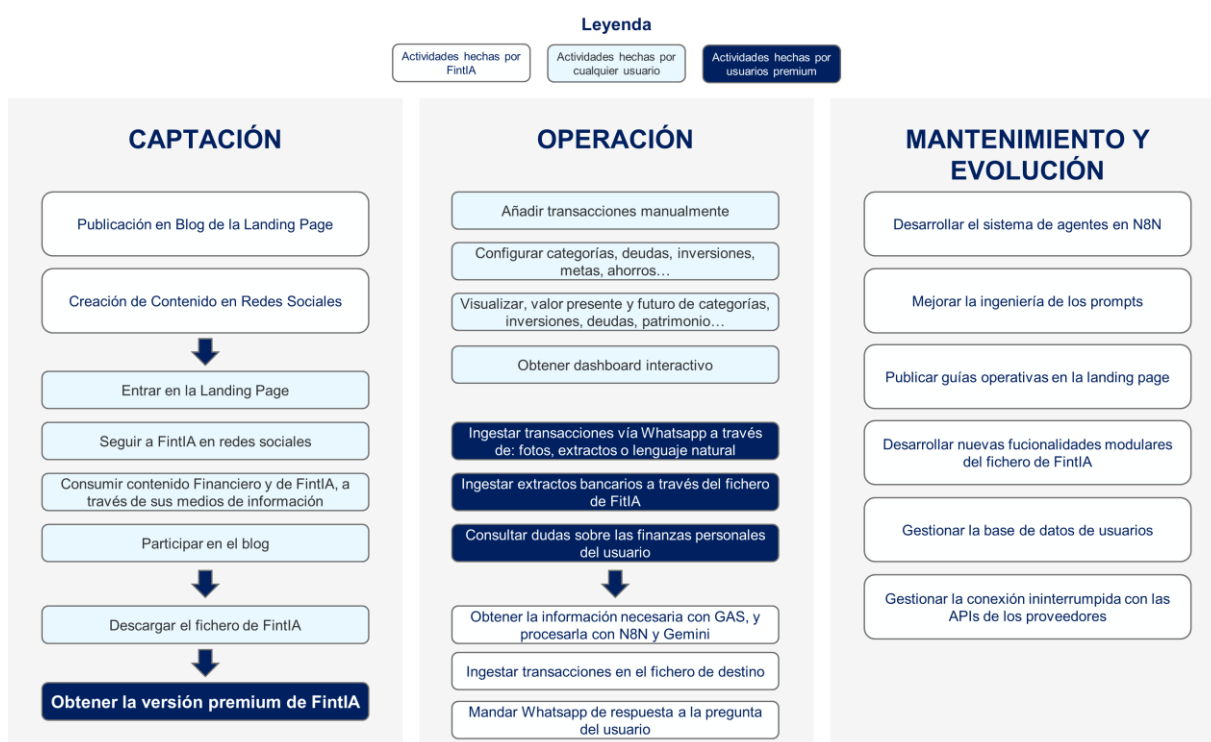 Leyenda
Actividades hechas por
FintIA
Actividades hechas por
cualquier usuario
Actividades hechas por
usuarios premium
CAPTACIÓN
Publicación en Blog de la Landing Page
Creación de Contenido en Redes Sociales
Entrar en la Landing Page
Seguir a FintIA en redes sociales
Consumir contenido Financiero y de FintIA, a
través de sus medios de información
Participar en el blog
Descargar el fichero de FintIA
Obtener la versión premium de FintIA
OPERACIÓN
Añadir transacciones manualmente
Configurar categorías, deudas, inversiones,
metas, ahorros…
Visualizar, valor presente y futuro de categorías,
inversiones, deudas, patrimonio…
Obtener dashboard interactivo
Ingestar transacciones vía Whatsapp a través
de: fotos, extractos o lenguaje natural
Ingestar extractos bancarios a través del fichero
de FitIA
Consultar dudas sobre las finanzas personales
del usuario
Obtener la información necesaria con GAS, y
procesarla con N8N y Gemini
Ingestar transacciones en el fichero de destino
Mandar Whatsapp de respuesta a la pregunta
del usuario
MANTENIMIENTO Y
EVOLUCIÓN
Desarrollar el sistema de agentes en N8N
Mejorar la ingeniería de los prompts
Publicar guías operativas en la landing page
Desarrollar nuevas fucionalidades modulares
del fichero de FintIA
Gestionar la base de datos de usuarios
Gestionar la conexión ininterrumpida con las
APIs de los proveedores